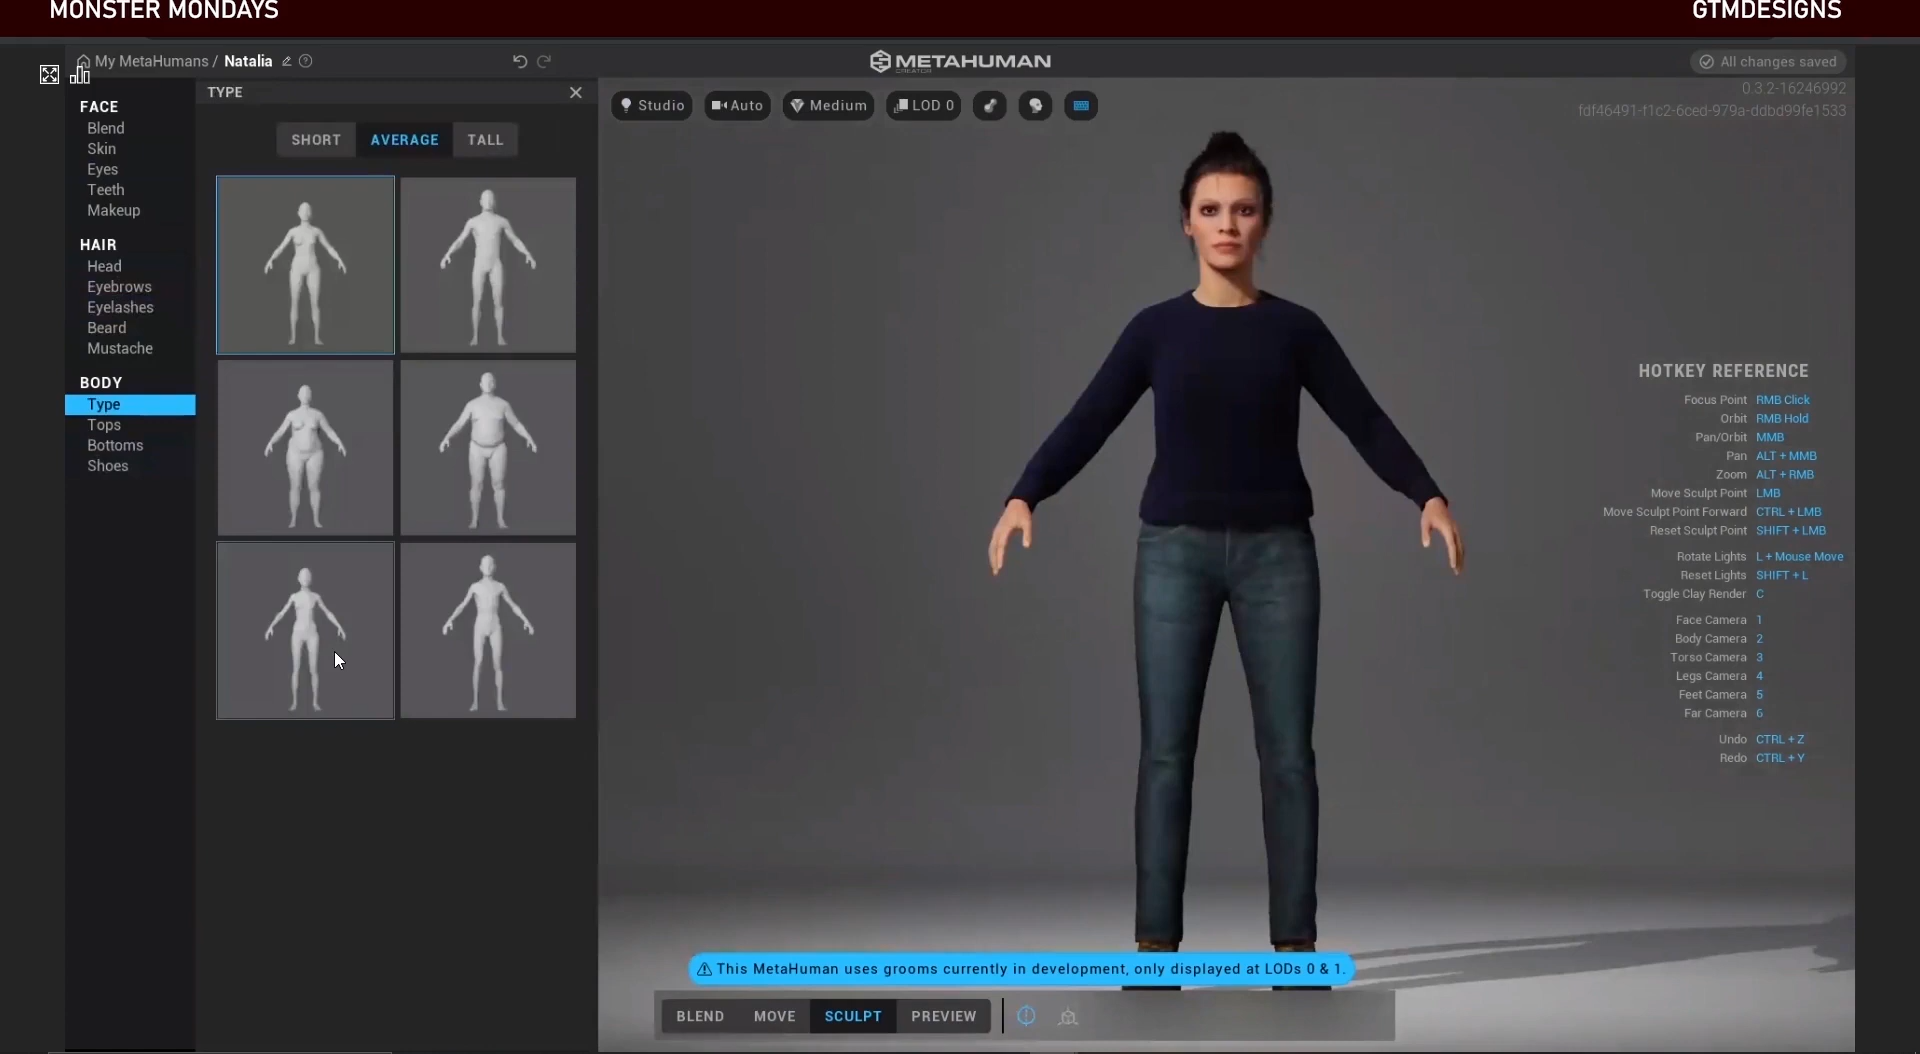 MONSTER MONDAYS
GTMDESIGNS
My MetaHumans / Natalia
METAHUMAN
CREATOR
All changes saved
FACE
Blend
Skin
Eyes
Teeth
Makeup
HAIR
Head
Eyebrows
Eyelashes
Beard
Mustache
BODY
Type
Tops
Bottoms
Shoes
TYPE
SHORT AVERAGE TALL
Studio Auto Medium LOD 0
0.3.2-16246992
fdf46491-f1c2-6ced-979a-ddbd99fe1533
HOTKEY REFERENCE
Focus Point RMB Click
Orbit RMB Hold
Pan/Orbit MMB
Pan ALT + MMB
Zoom ALT + RMB
Move Sculpt Point LMB
Move Sculpt Point Forward CTRL + LMB
Reset Sculpt Point SHIFT + LMB
Rotate Lights L + Mouse Move
Reset Lights SHIFT + L
Toggle Clay Render C
Face Camera 1
Body Camera 2
Torso Camera 3
Legs Camera 4
Feet Camera 5
Far Camera 6
Undo CTRL + Z
Redo CTRL + Y
This MetaHuman uses grooms currently in development, only displayed at LODs 0 & 1.
BLEND MOVE SCULPT PREVIEW